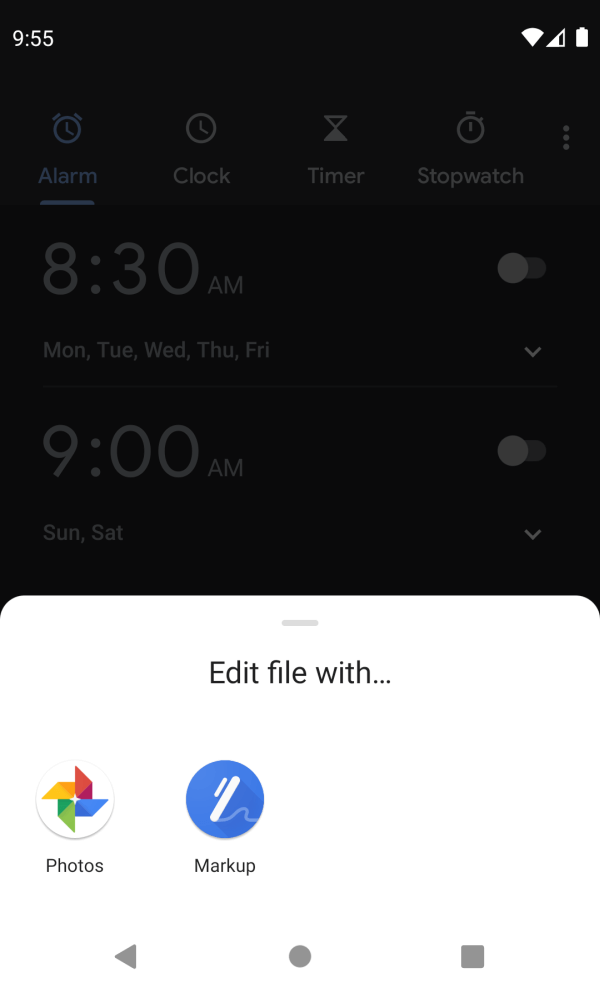 9:55
Alarm
Clock
Timer
Stopwatch
8:30 AM
Mon, Tue, Wed, Thu, Fri
9:00 AM
Sun, Sat
Edit file with...
Photos
Markup